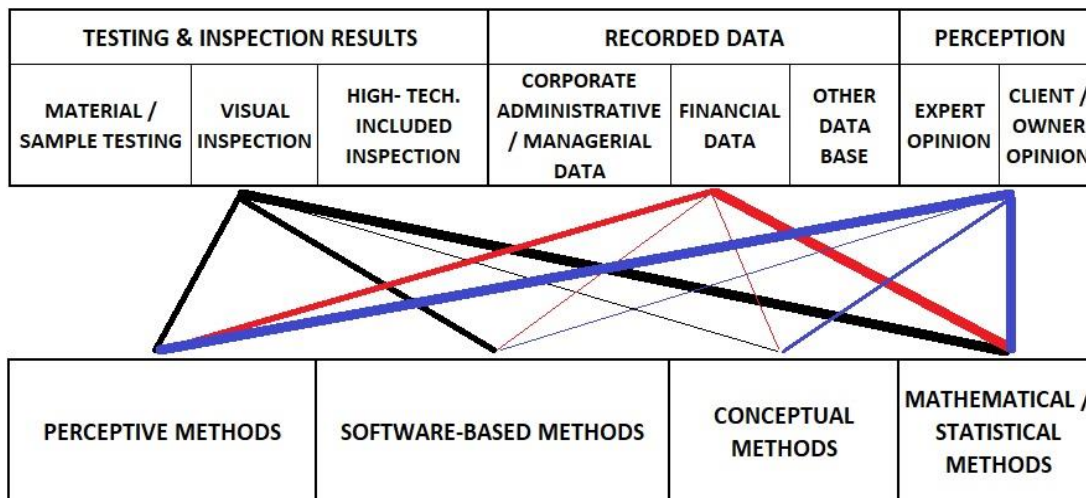 TESTING & INSPECTION RESULTS
RECORDED DATA
PERCEPTION
MATERIAL /
SAMPLE TESTING
VISUAL
INSPECTION
HIGH- TECH.
INCLUDED
INSPECTION
CORPORATE
ADMINISTRATIVE
/ MANAGERIAL
DATA
FINANCIAL
DATA
OTHER
DATA
BASE
EXPERT
OPINION
CLIENT /
OWNER
OPINION
PERCEPTIVE METHODS
SOFTWARE-BASED METHODS
CONCEPTUAL
METHODS
MATHEMATICAL /
STATISTICAL
METHODS